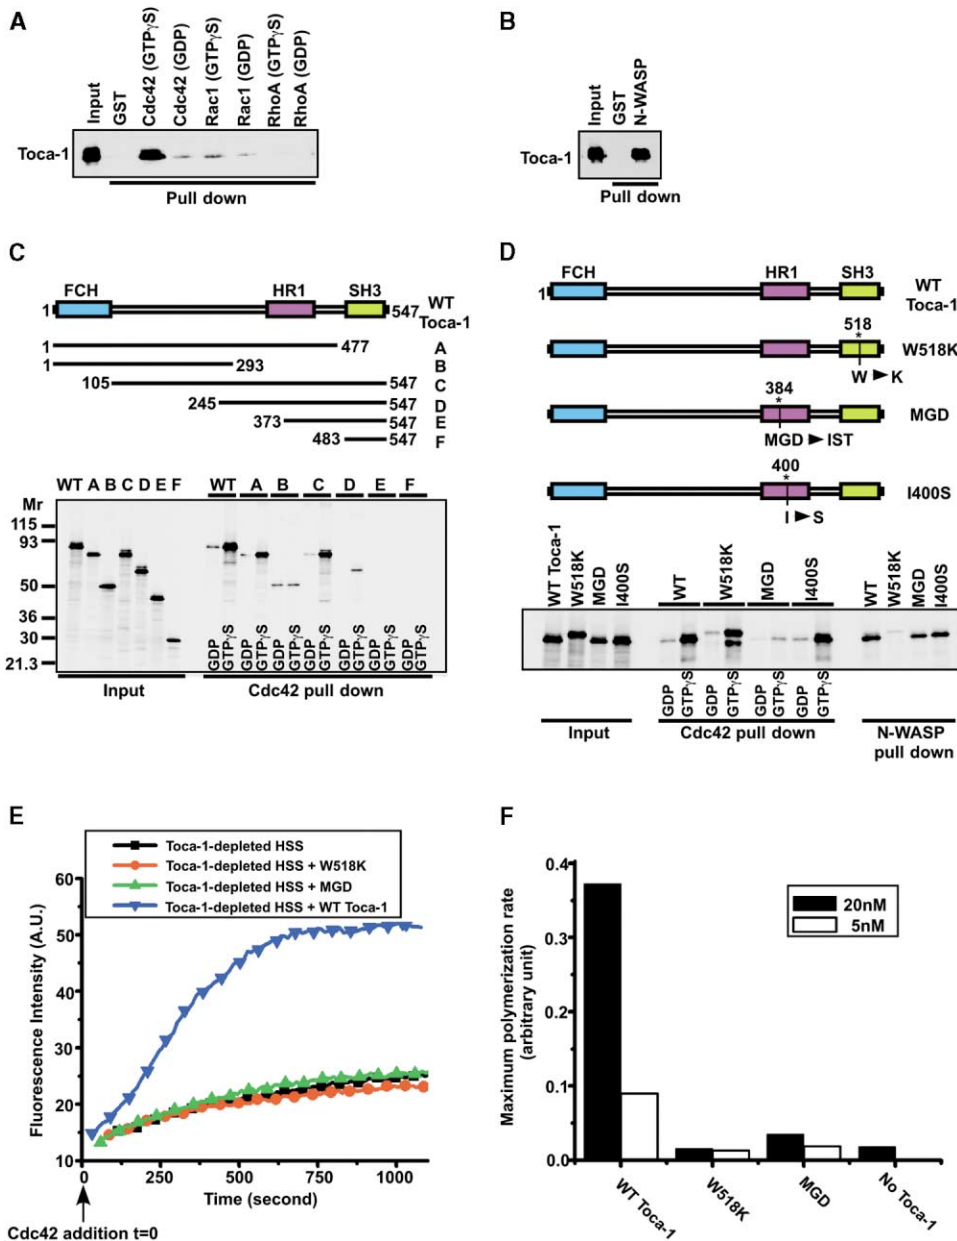 A
Input
GST
Cdc42 (GTPγS)
Cdc42 (GDP)
Rac1 (GTPγS)
Rac1 (GDP)
RhoA (GTPγS)
RhoA (GDP)
Toca-1
Pull down
B
Input
GST
N-WASP
Toca-1
Pull down
C
FCH HR1 SH3
1 547 WT
Toca-1
1 477 A
1 293 B
105 547 C
245 547 D
373 547 E
483 547 F
WT A B C D E F WT A B C D E F
Mr
115
93
50
36
30
21.3
GDP GTPγS GDP GTPγS GDP GTPγS GDP GTPγS GDP GTPγS GDP GTPγS GDP GTPγS
Input Cdc42 pull down
D
FCH HR1 SH3
1 WT
Toca-1
518
* W518K
W ► K
384
* MGD
MGD ► IST
400
* I400S
I ► S
WT Toca-1 W518K MGD I400S WT W518K MGD I400S WT W518K MGD I400S
GDP GTPγS GDP GTPγS GDP GTPγS GDP GTPγS
Input Cdc42 pull down N-WASP
pull down
E
Toca-1-depleted HSS
Toca-1-depleted HSS + W518K
Toca-1-depleted HSS + MGD
Toca-1-depleted HSS + WT Toca-1
Fluorescence Intensity (A.U.)
60
50
40
30
20
10
0 250 500 750 1000
Time (second)
Cdc42 addition t=0
F
Maximum polymerization rate
(arbitrary unit)
0.4
0.3
0.2
0.1
0.0
20nM
5nM
WT Toca-1
W518K
MGD
No Toca-1